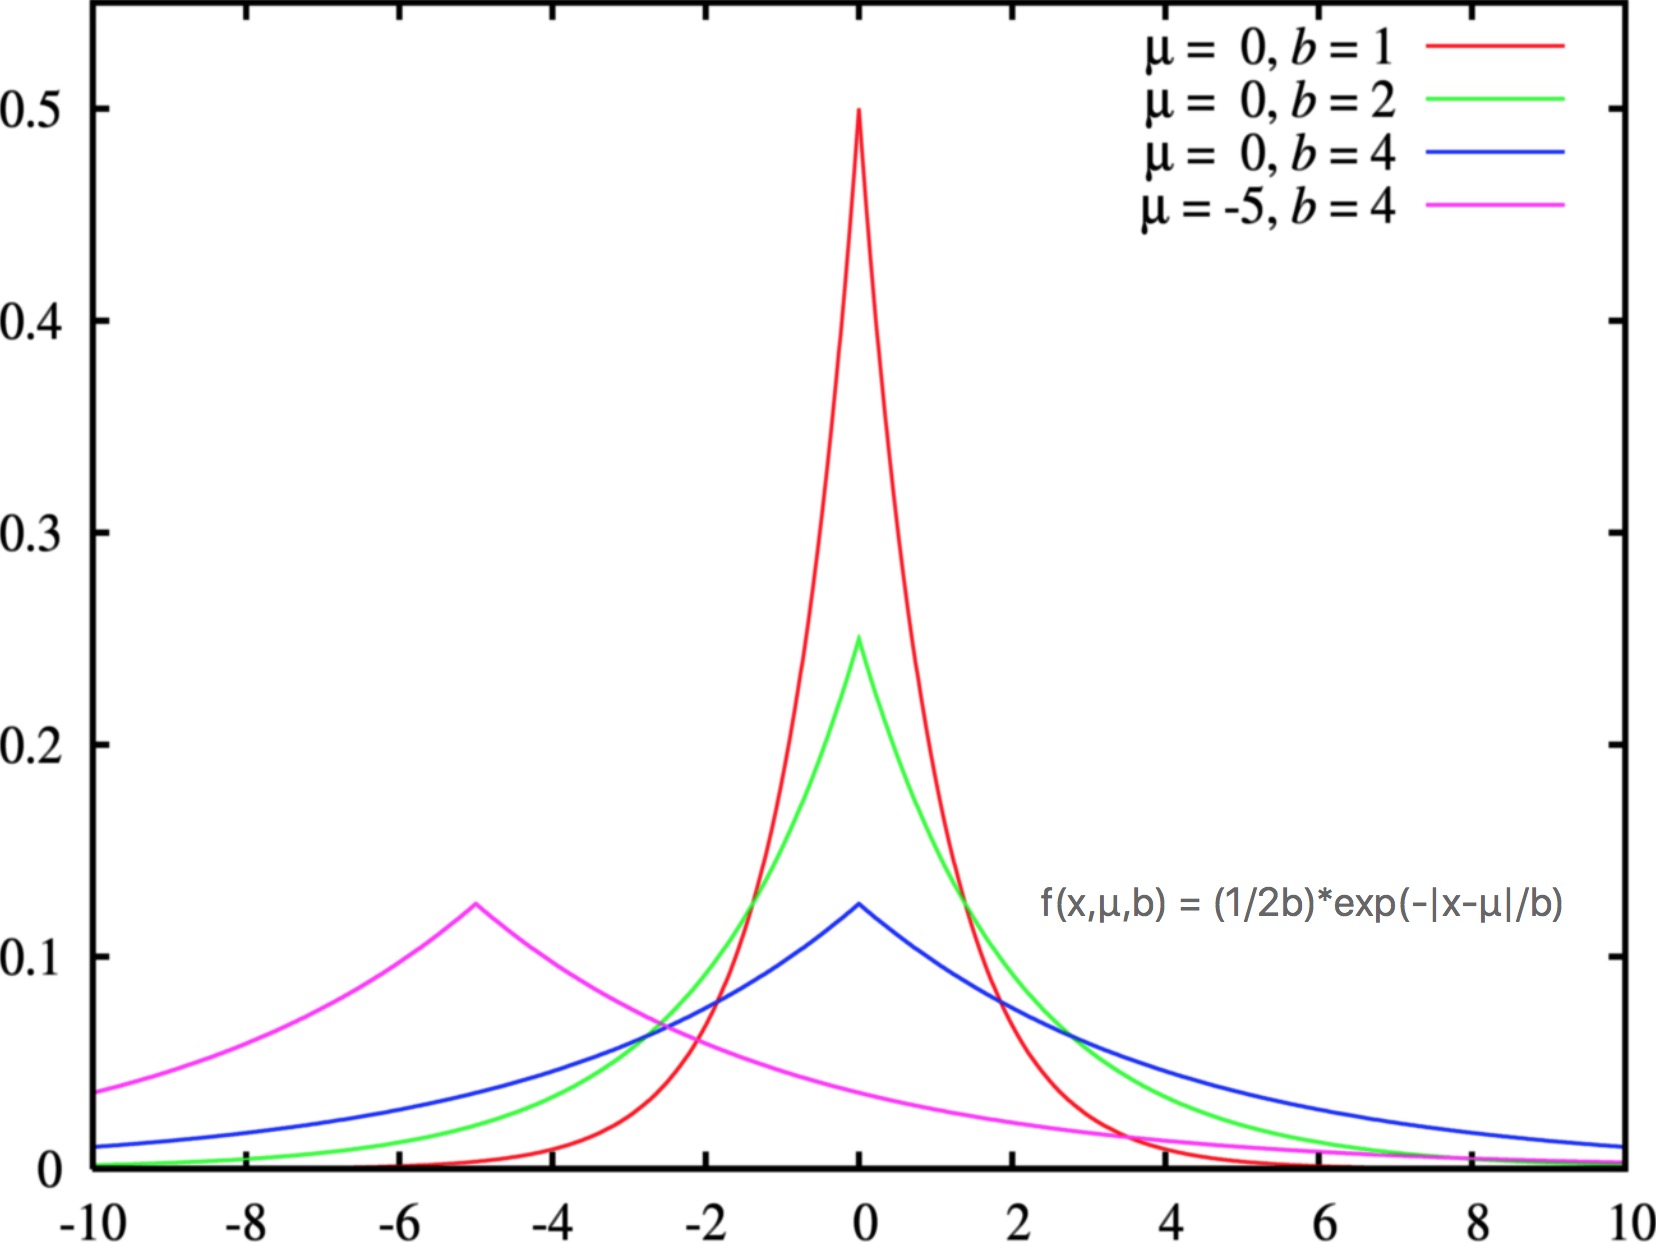 μ = 0, b = 1
μ = 0, b = 2
μ = 0, b = 4
μ = -5, b = 4
0.5
0.4
0.3
0.2
f(x,μ,b) = (1/2b)*exp(-|x-μ|/b)
0.1
0
-10 -8 -6 -4 -2 0 2 4 6 8 10